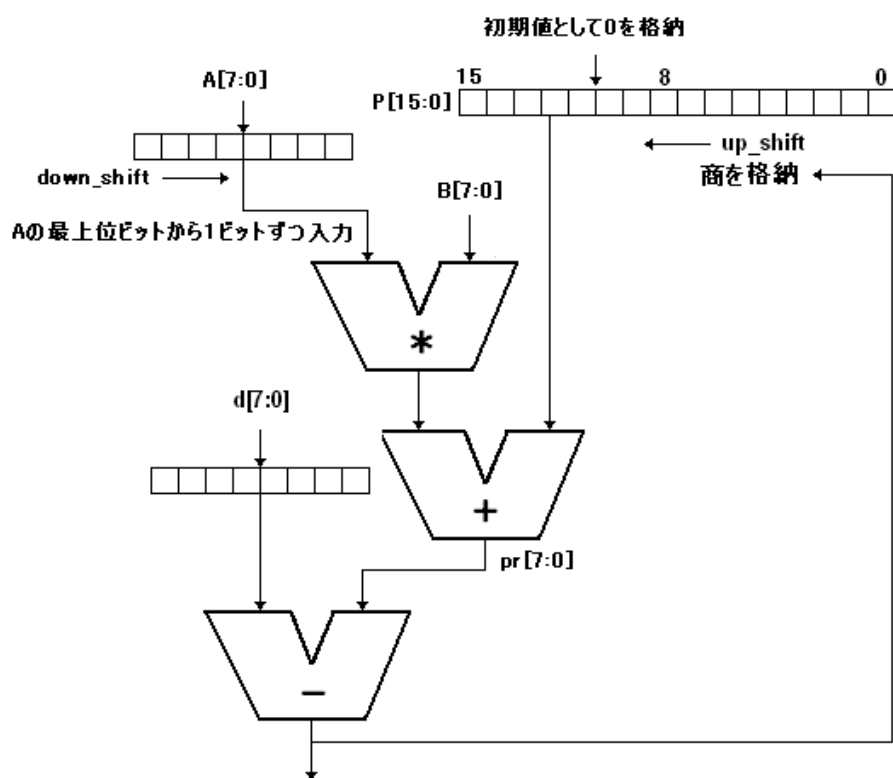 初期値として0を格納
A[7:0]
15 8 0
P[15:0]
down_shift
up_shift
商を格納
B[7:0]
Aの最上位ビットから1ビットずつ入力
*
d[7:0]
+
pr[7:0]
−